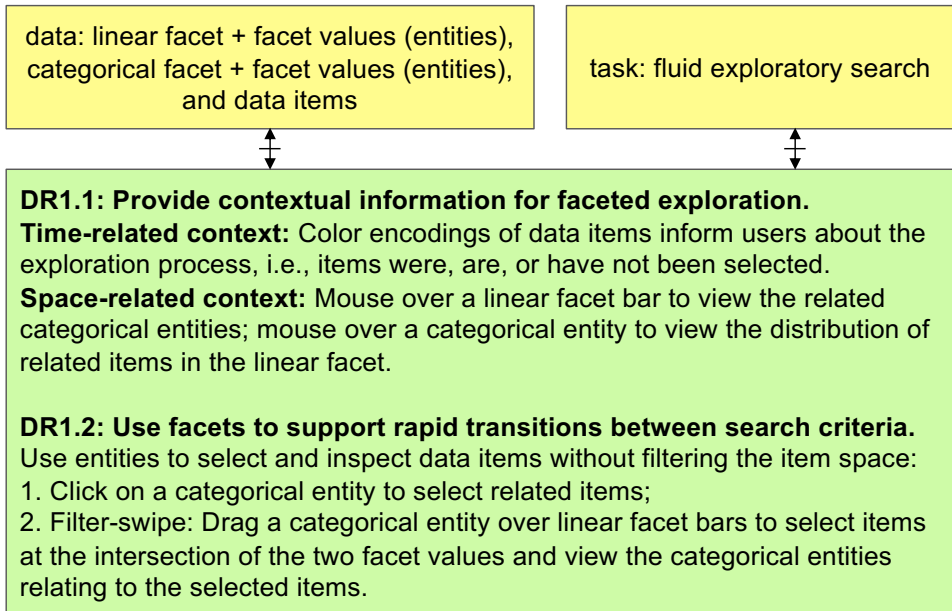 data: linear facet + facet values (entities),
categorical facet + facet values (entities),
and data items
task: fluid exploratory search
DR1.1: Provide contextual information for faceted exploration.
Time-related context: Color encodings of data items inform users about the
exploration process, i.e., items were, are, or have not been selected.
Space-related context: Mouse over a linear facet bar to view the related
categorical entities; mouse over a categorical entity to view the distribution of
related items in the linear facet.
DR1.2: Use facets to support rapid transitions between search criteria.
Use entities to select and inspect data items without filtering the item space:
1. Click on a categorical entity to select related items;
2. Filter-swipe: Drag a categorical entity over linear facet bars to select items
at the intersection of the two facet values and view the categorical entities
relating to the selected items.